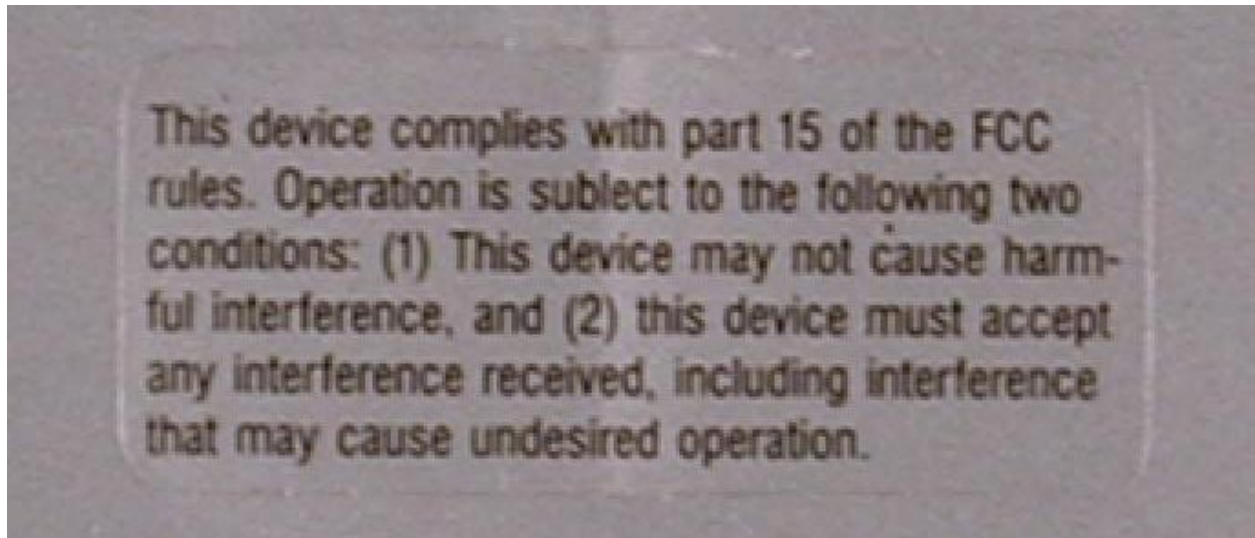 This device complies with part 15 of the FCC
rules. Operation is sublect to the following two
conditions: (1) This device may not cause harm-
ful interference, and (2) this device must accept
any interference received, including interference
that may cause undesired operation.